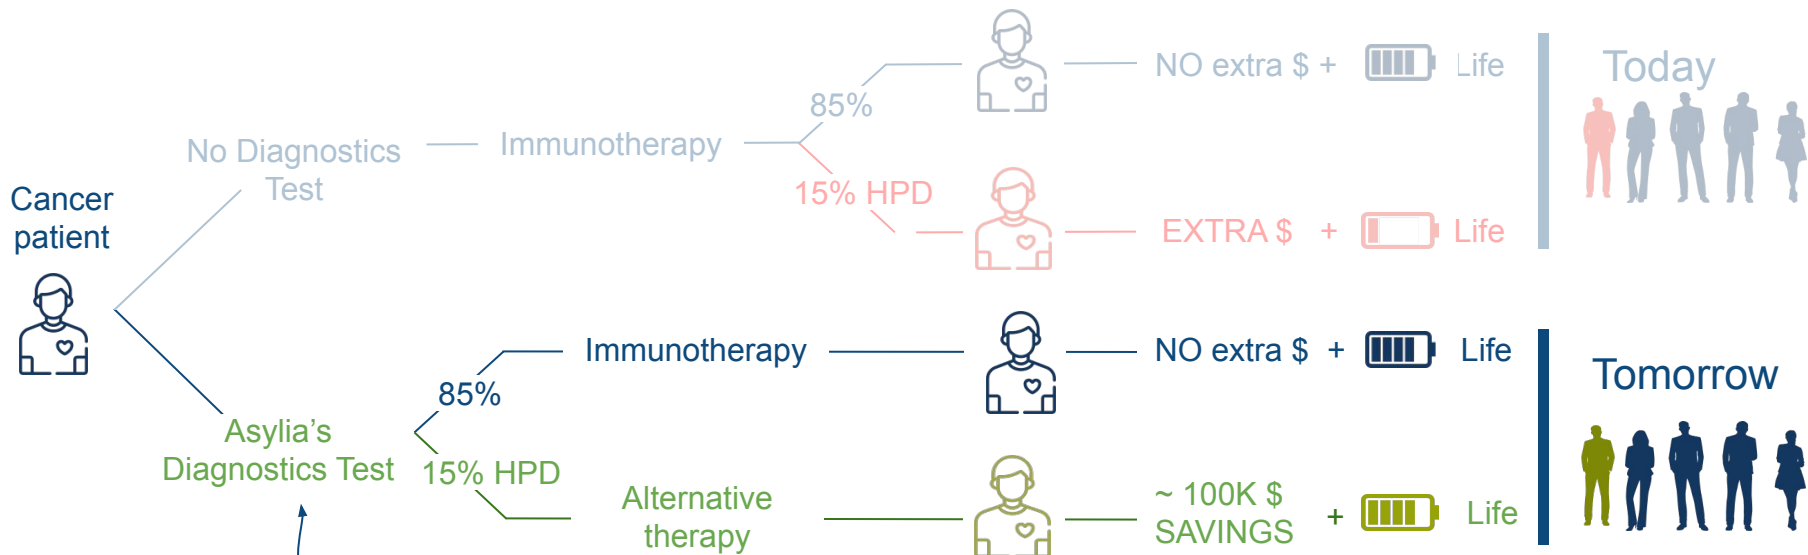 Cancer
patient
No Diagnostics
Test
Immunotherapy
85%
NO extra $ + Life
15% HPD
EXTRA $ + Life
Today
Asylia's
Diagnostics Test
85%
Immunotherapy
NO extra $ + Life
15% HPD
Alternative
therapy
~ 100K $
SAVINGS + Life
Tomorrow